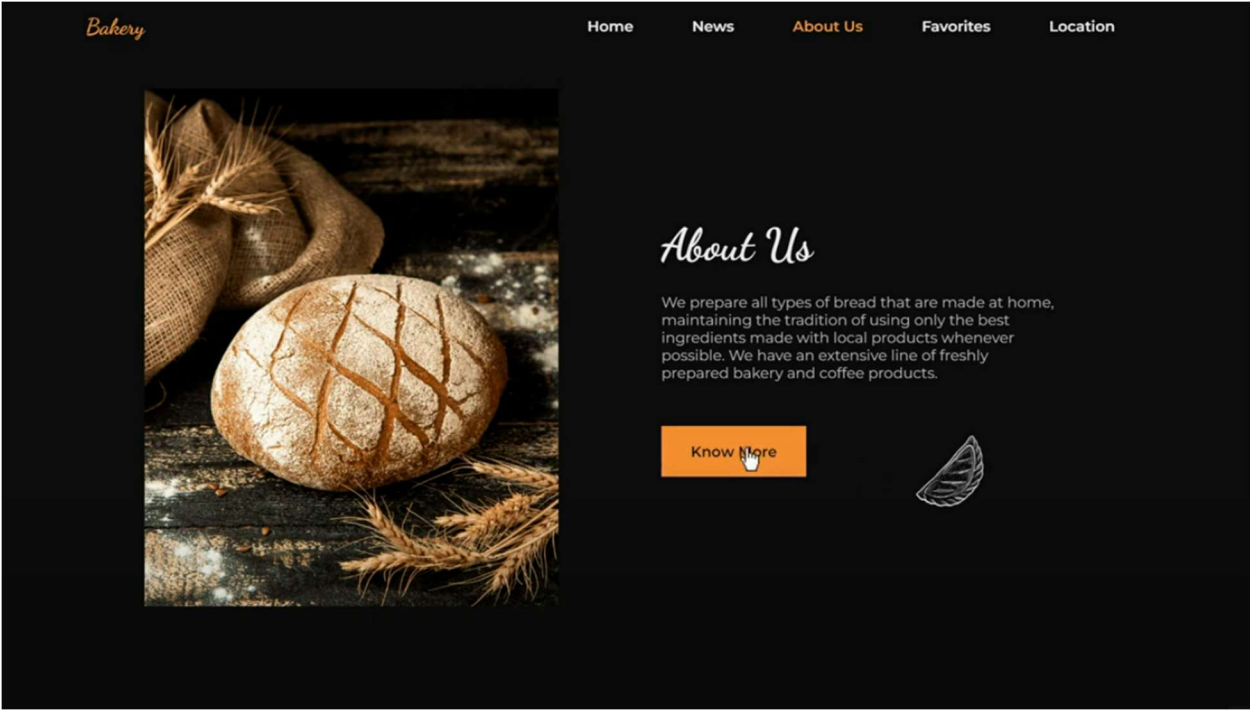 Bakery
Home News About Us Favorites Location
About Us
We prepare all types of bread that are made at home,
maintaining the tradition of using only the best
ingredients made with local products whenever
possible. We have an extensive line of freshly
prepared bakery and coffee products.
Know More